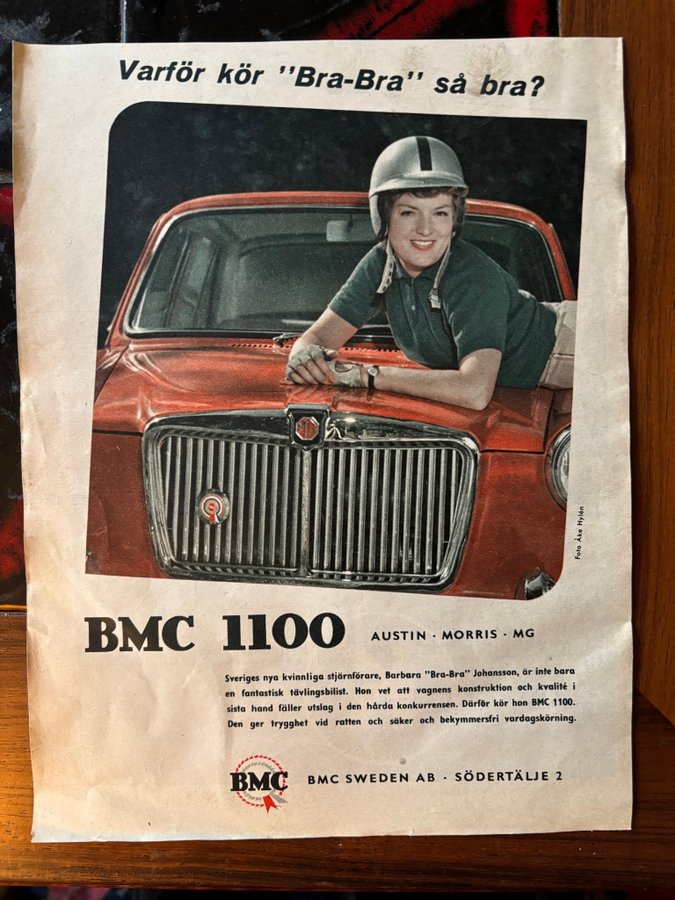 Varför kör "Bra-Bra" så bra?
MG
Foto Åke Hylén
BMC 1100 AUSTIN · MORRIS · MG
Sveriges nya kvinnliga stjärnförare, Barbara "Bra-Bra" Johansson, är inte bara
en fantastisk tävlingsbilist. Hon vet att vagnens konstruktion och kvalité i
sista hand fäller utslag i den hårda konkurrensen. Därför kör hon BMC 1100.
Den ger trygghet vid ratten och säker och bekymmersfri vardagskörning.
BMC
BMC SWEDEN AB · SÖDERTÄLJE 2